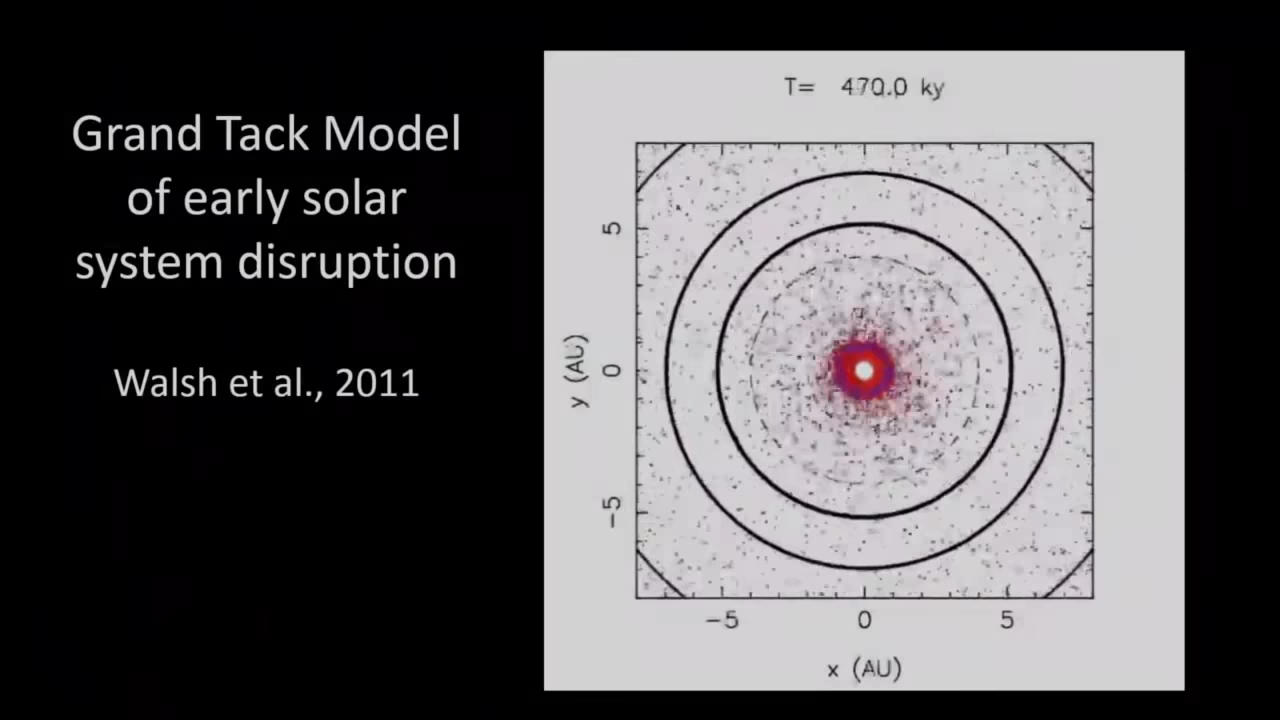 Grand Tack Model
of early solar
system disruption
Walsh et al., 2011
T= 470.0 ky
y (AU)
5
0
−5
−5 0 5
x (AU)